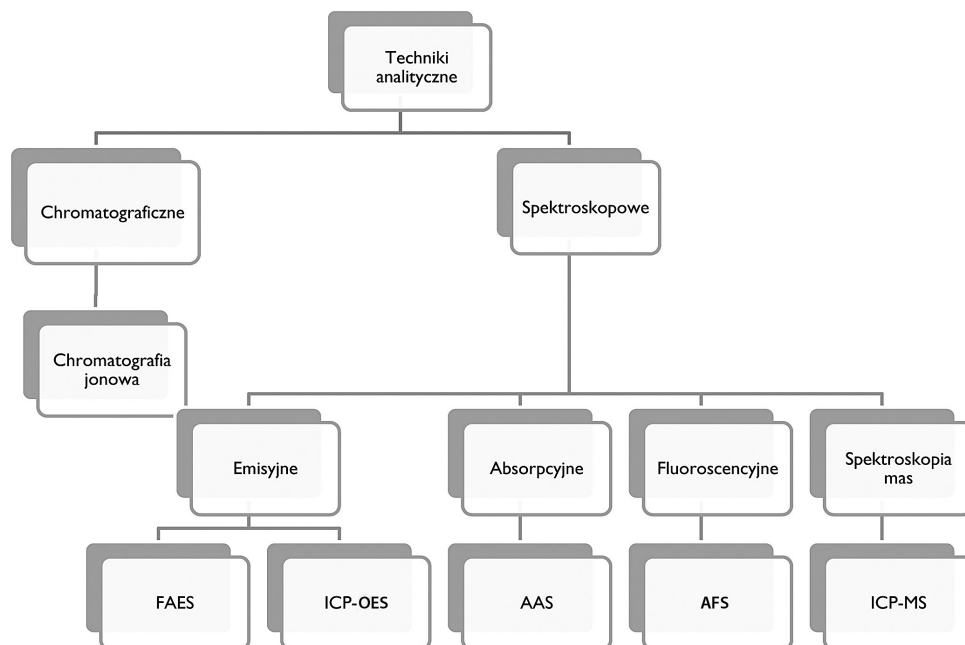 Techniki
analityczne
Chromatograficzne
Spektroskopowe
Chromatografia
jonowa
Emisyjne
Absorpcyjne
Fluoroscencyjne
Spektroskopia
mas
FAES
ICP-OES
AAS
AFS
ICP-MS